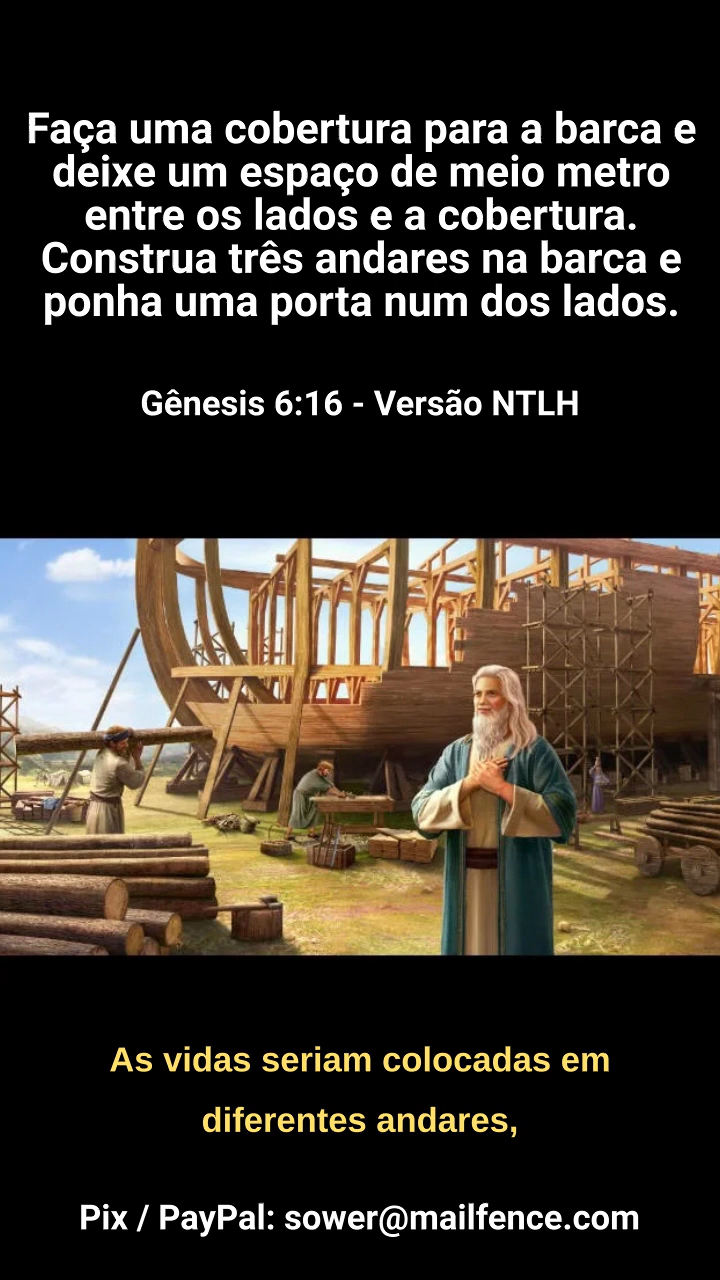 Faça uma cobertura para a barca e
deixe um espaço de meio metro
entre os lados e a cobertura.
Construa três andares na barca e
ponha uma porta num dos lados.
Gênesis 6:16 - Versão NTLH
As vidas seriam colocadas em
diferentes andares,
Pix / PayPal: sower@mailfence.com